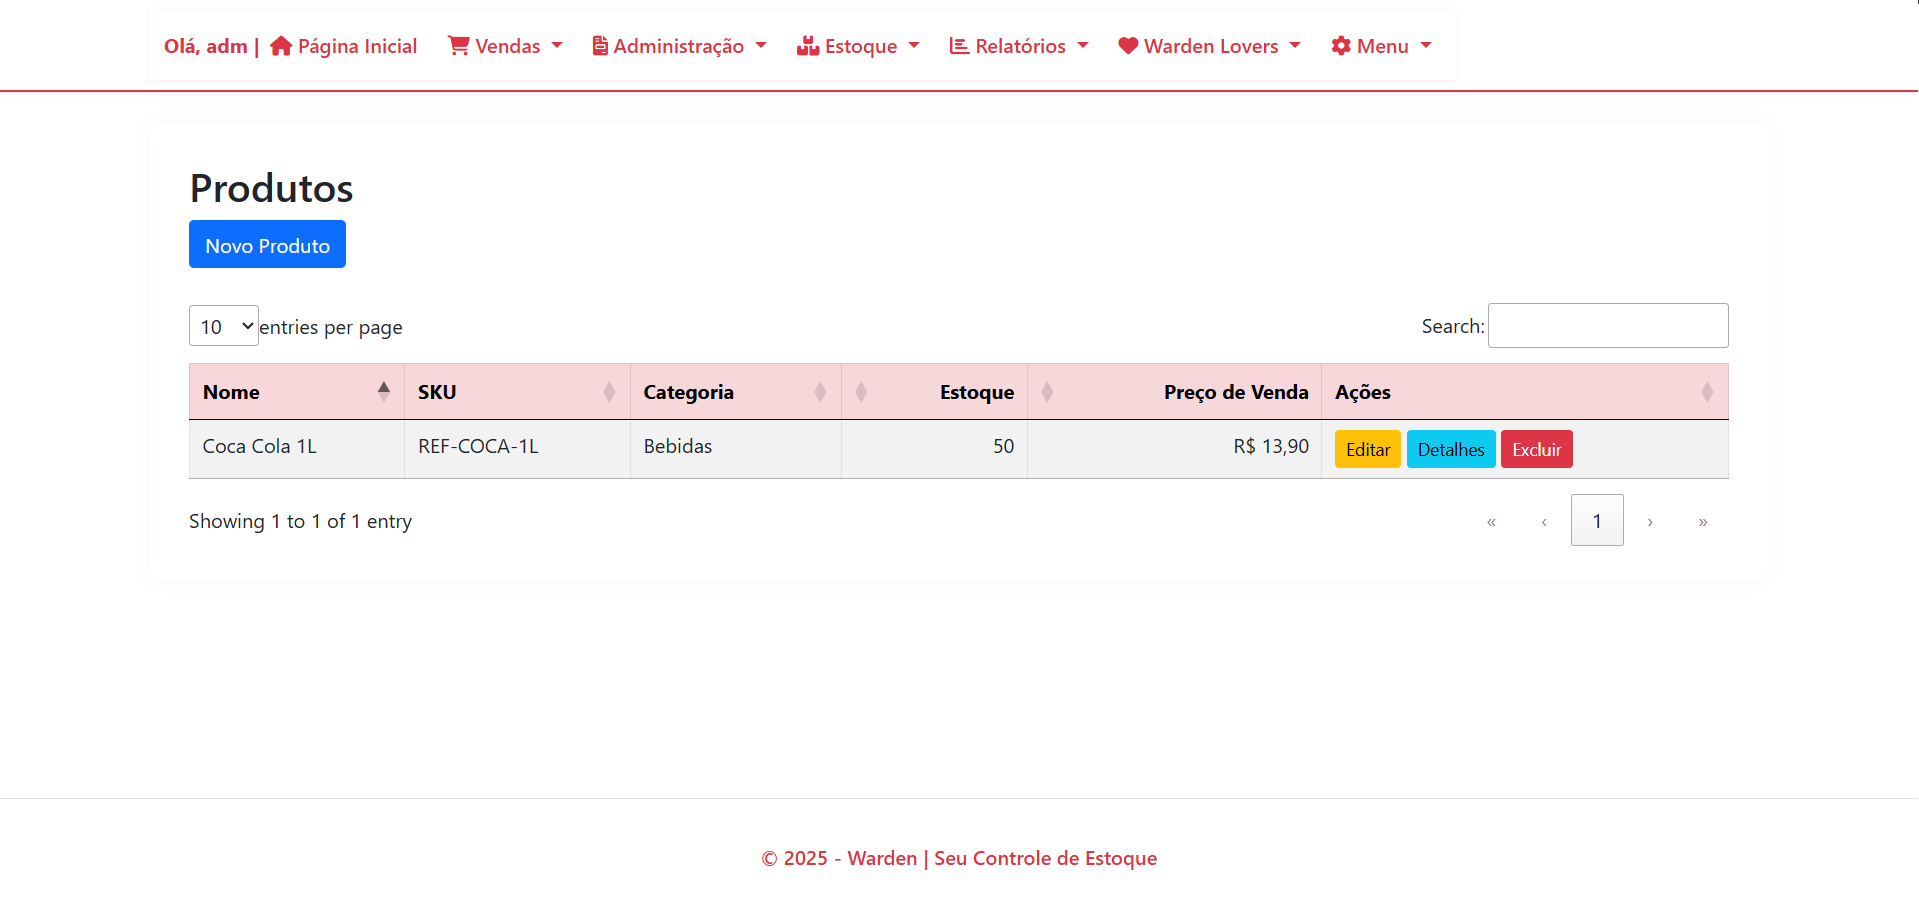 Olá, adm | Página Inicial Vendas Administração Estoque Relatórios Warden Lovers Menu
Produtos
Novo Produto
10 entries per page Search:
Nome SKU Categoria Estoque Preço de Venda Ações
Coca Cola 1L REF-COCA-1L Bebidas 50 R$ 13,90 Editar Detalhes Excluir
Showing 1 to 1 of 1 entry « ‹ 1 › »
© 2025 - Warden | Seu Controle de Estoque